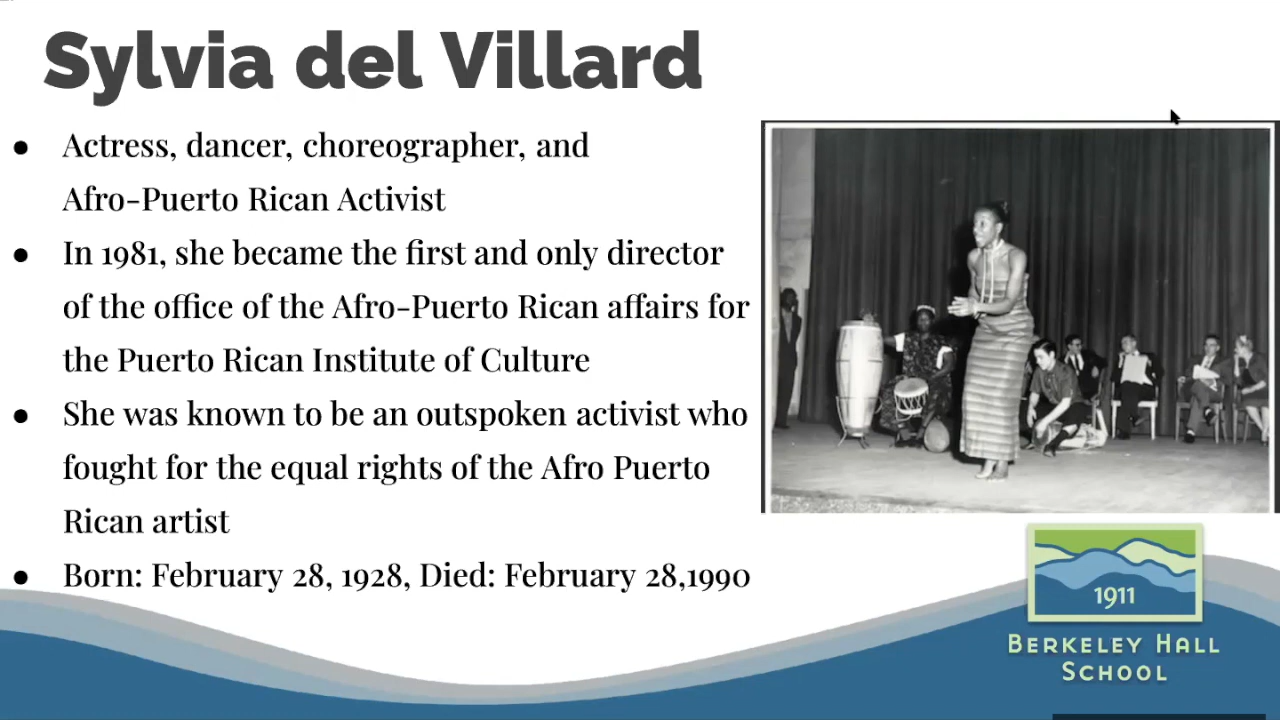 Sylvia del Villard
● Actress, dancer, choreographer, and
Afro-Puerto Rican Activist
● In 1981, she became the first and only director
of the office of the Afro-Puerto Rican affairs for
the Puerto Rican Institute of Culture
● She was known to be an outspoken activist who
fought for the equal rights of the Afro Puerto
Rican artist
● Born: February 28, 1928, Died: February 28,1990
1911
BERKELEY HALL
SCHOOL